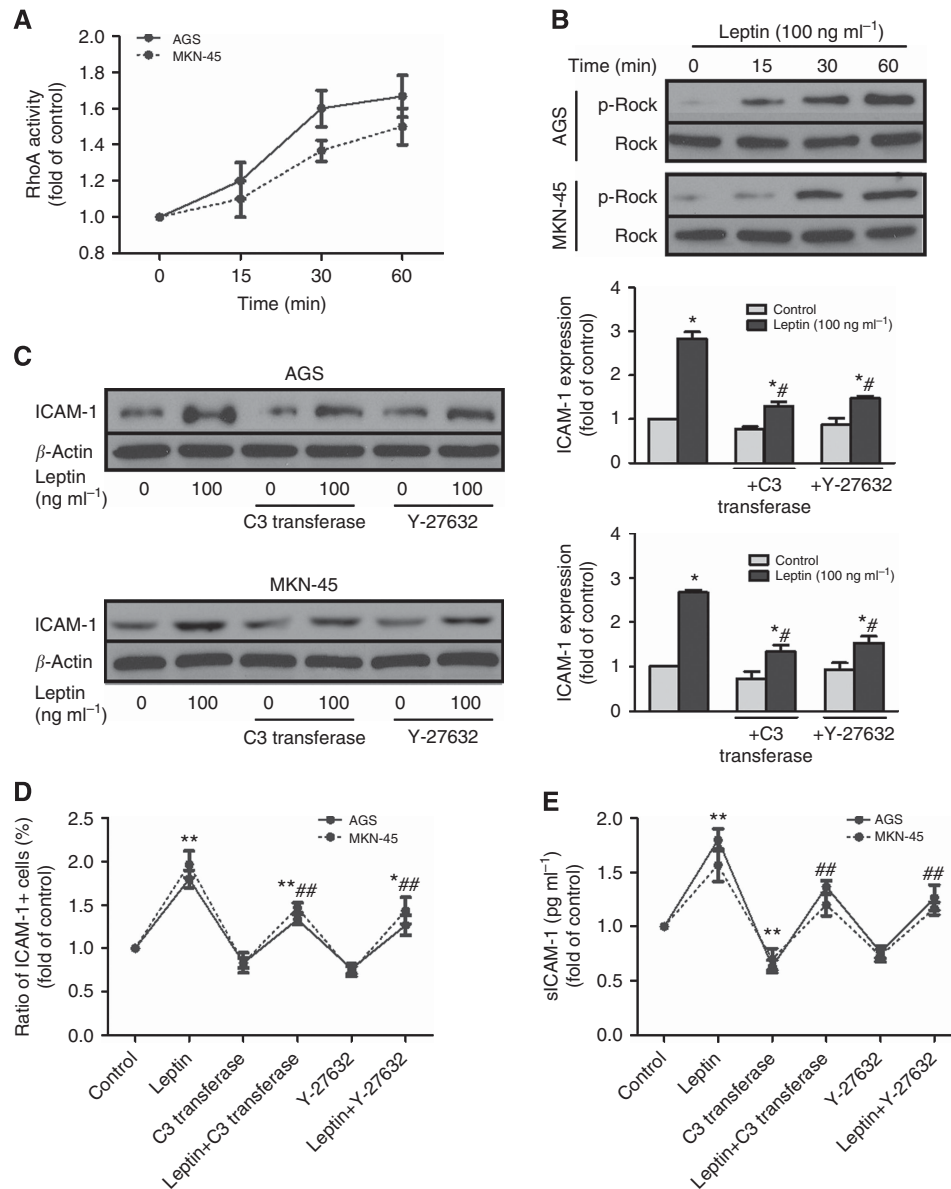 A
2.0
1.8
1.6
1.4
1.2
1.0
0.8
RhoA activity
(fold of control)
AGS
MKN-45
0 15 30 60
Time (min)
B
Leptin (100 ng ml–1)
Time (min) 0 15 30 60
AGS
p-Rock
Rock
MKN-45
p-Rock
Rock
C
AGS
ICAM-1
β-Actin
Leptin
(ng ml–1)
0 100 0 100 0 100
C3 transferase Y-27632
MKN-45
ICAM-1
β-Actin
Leptin
(ng ml–1)
0 100 0 100 0 100
C3 transferase Y-27632
4
3
2
1
0
ICAM-1 expression
(fold of control)
Control
Leptin (100 ng ml–1)
* *# *#
+C3
transferase
+Y-27632
4
3
2
1
0
ICAM-1 expression
(fold of control)
Control
Leptin (100 ng ml–1)
* *# *#
+C3
transferase
+Y-27632
D
2.5
2.0
1.5
1.0
0.5
0.0
Ratio of ICAM-1+ cells (%)
(fold of control)
AGS
MKN-45
** **## *##
Control
Leptin
C3 transferase
Leptin+C3 transferase
Y-27632
Leptin+Y-27632
E
2.0
1.5
1.0
0.5
0.0
sICAM-1 (pg ml–1)
(fold of control)
AGS
MKN-45
** ** ## ##
Control
Leptin
C3 transferase
Leptin+C3 transferase
Y-27632
Leptin+Y-27632